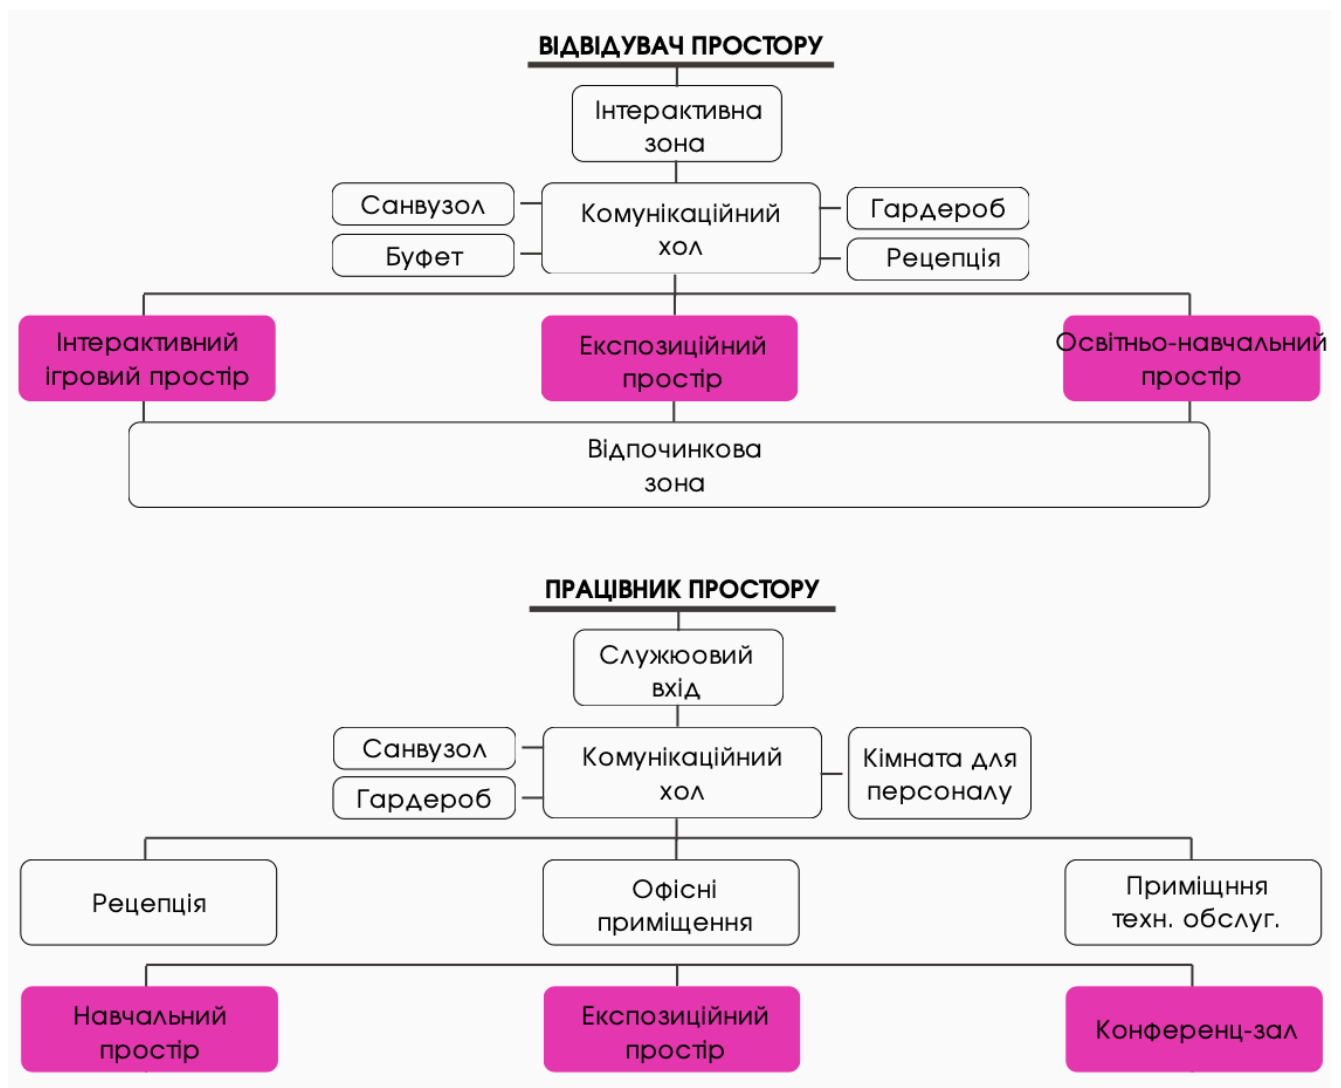 ВІДВІДУВАЧ ПРОСТОРУ
Інтерактивна
зона
Санвузол
Комунікаційний
хол
Гардероб
Буфет
Рецепція
Інтерактивний
ігровий простір
Експозиційний
простір
Освітньо-навчальний
простір
Відпочинкова
зона
ПРАЦІВНИК ПРОСТОРУ
Служюовий
вхід
Санвузол
Комунікаційний
хол
Кімната для
персоналу
Гардероб
Рецепція
Офісні
приміщення
Приміщння
техн. обслуг.
Навчальний
простір
Експозиційний
простір
Конференц-зал